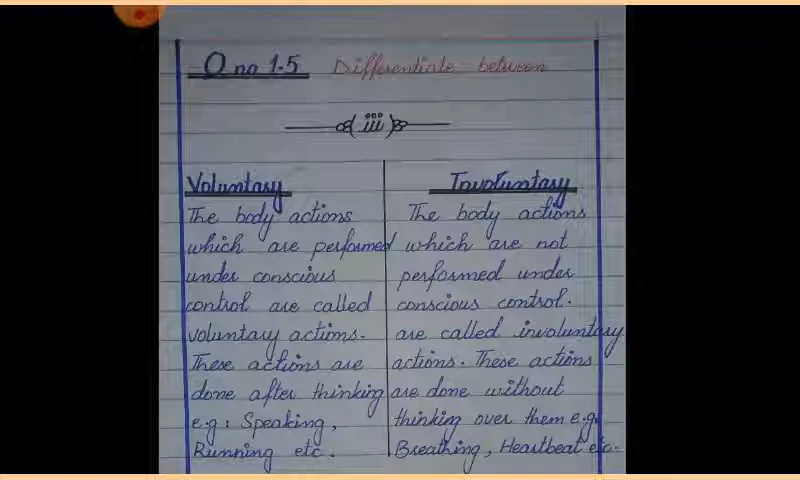 Q no 1.5 Differentiate between
(iii)
Voluntary
The body actions
which are performed
under conscious
control are called
voluntary actions.
These actions are
done after thinking
e.g: Speaking,
Running etc.
Involuntary
The body actions
which are not
performed under
conscious control.
are called involuntary
actions. These actions
are done without
thinking over them e.g.
Breathing, Heartbeat etc.